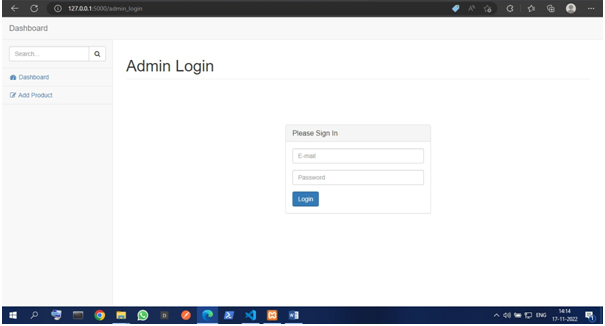 127.0.0.1:5000/admin_login
Dashboard
Search...
Admin Login
Dashboard
Add Product
Please Sign In
E-mail
Password
Login
ENG
14:14
17-11-2022